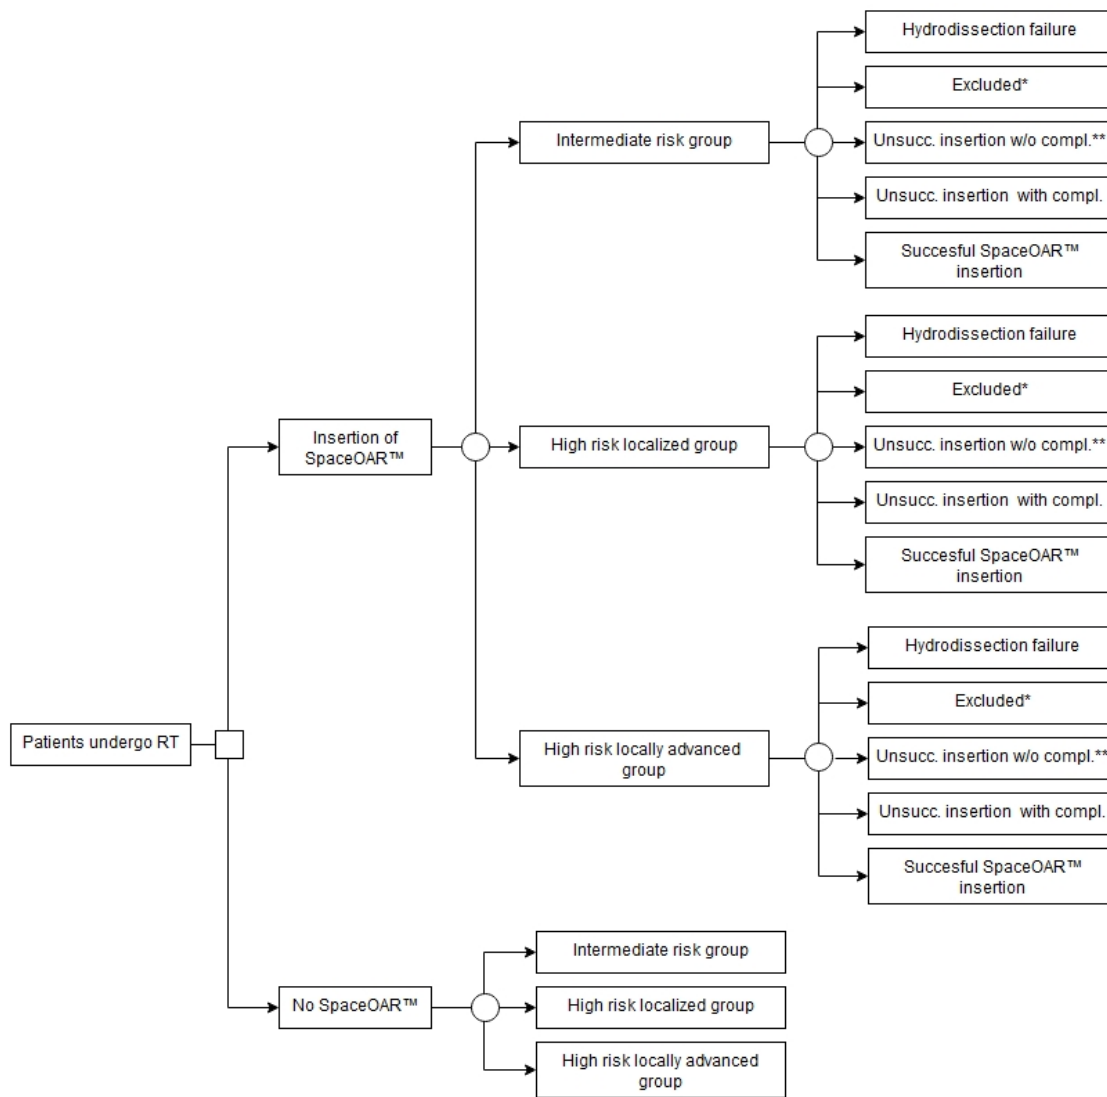 Hydrodissection failure
Excluded*
Intermediate risk group
Unsucc. insertion w/o compl.**
Unsucc. insertion with compl.
Succesful SpaceOAR™
insertion
Hydrodissection failure
Excluded*
Insertion of
SpaceOAR™
High risk localized group
Unsucc. insertion w/o compl.**
Unsucc. insertion with compl.
Succesful SpaceOAR™
insertion
Hydrodissection failure
Excluded*
Patients undergo RT
High risk locally advanced
group
Unsucc. insertion w/o compl.**
Unsucc. insertion with compl.
Succesful SpaceOAR™
insertion
Intermediate risk group
No SpaceOAR™
High risk localized group
High risk locally advanced
group